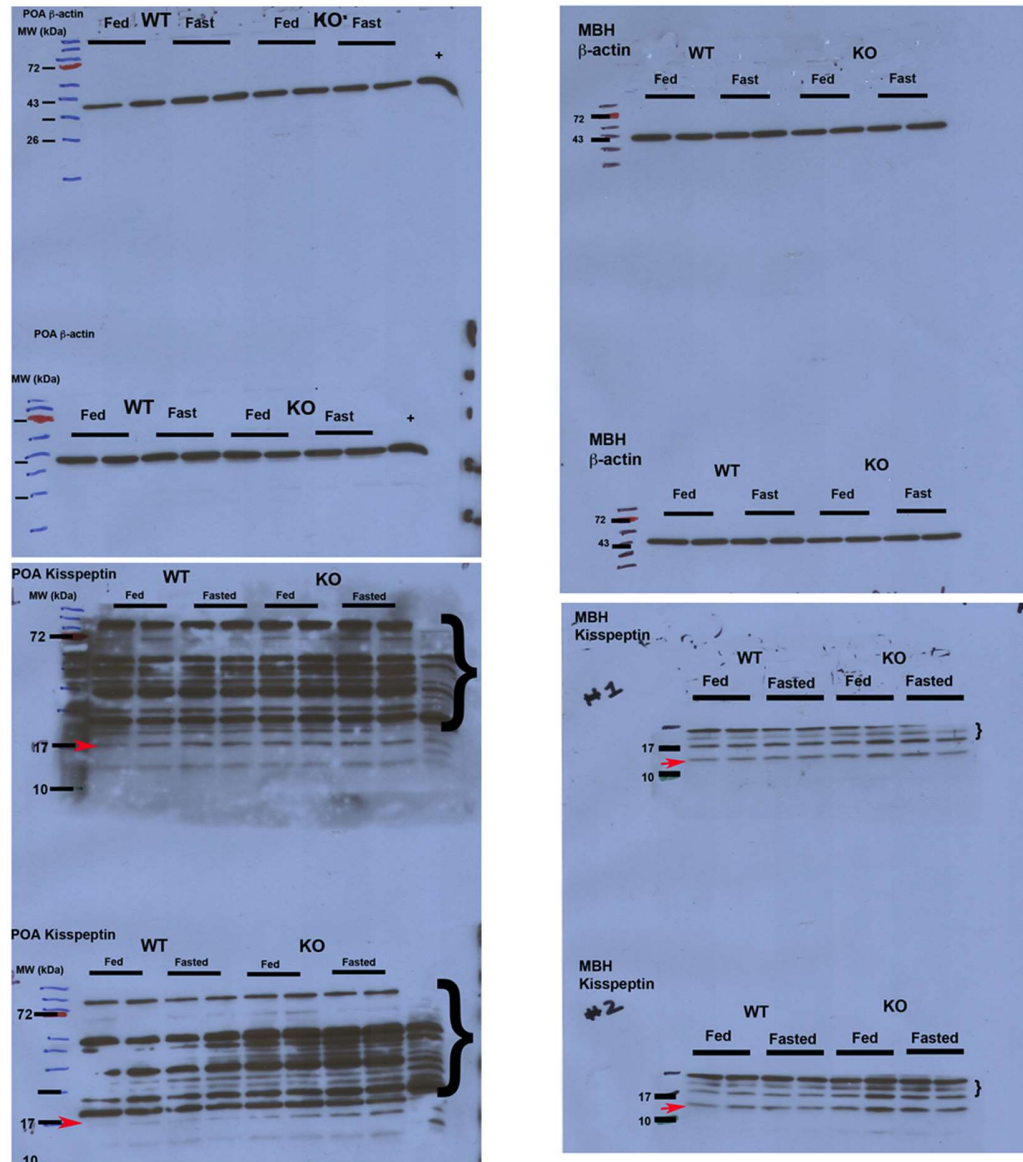 POA β-actin
MW (kDa)
Fed WT Fast Fed KO Fast
+
72
43
26
POA β-actin
MW (kDa)
Fed WT Fast Fed KO Fast
+
POA Kisspeptin
MW (kDa)
WT KO
Fed Fasted Fed Fasted
72
17
10
}
POA Kisspeptin
MW (kDa)
WT KO
Fed Fasted Fed Fasted
72
17
10
}
MBH
β-actin
WT KO
Fed Fast Fed Fast
72
43
MBH
β-actin
WT KO
Fed Fast Fed Fast
72
43
MBH
Kisspeptin
#1
WT KO
Fed Fasted Fed Fasted
17
10
}
MBH
Kisspeptin
#2
WT KO
Fed Fasted Fed Fasted
17
10
}